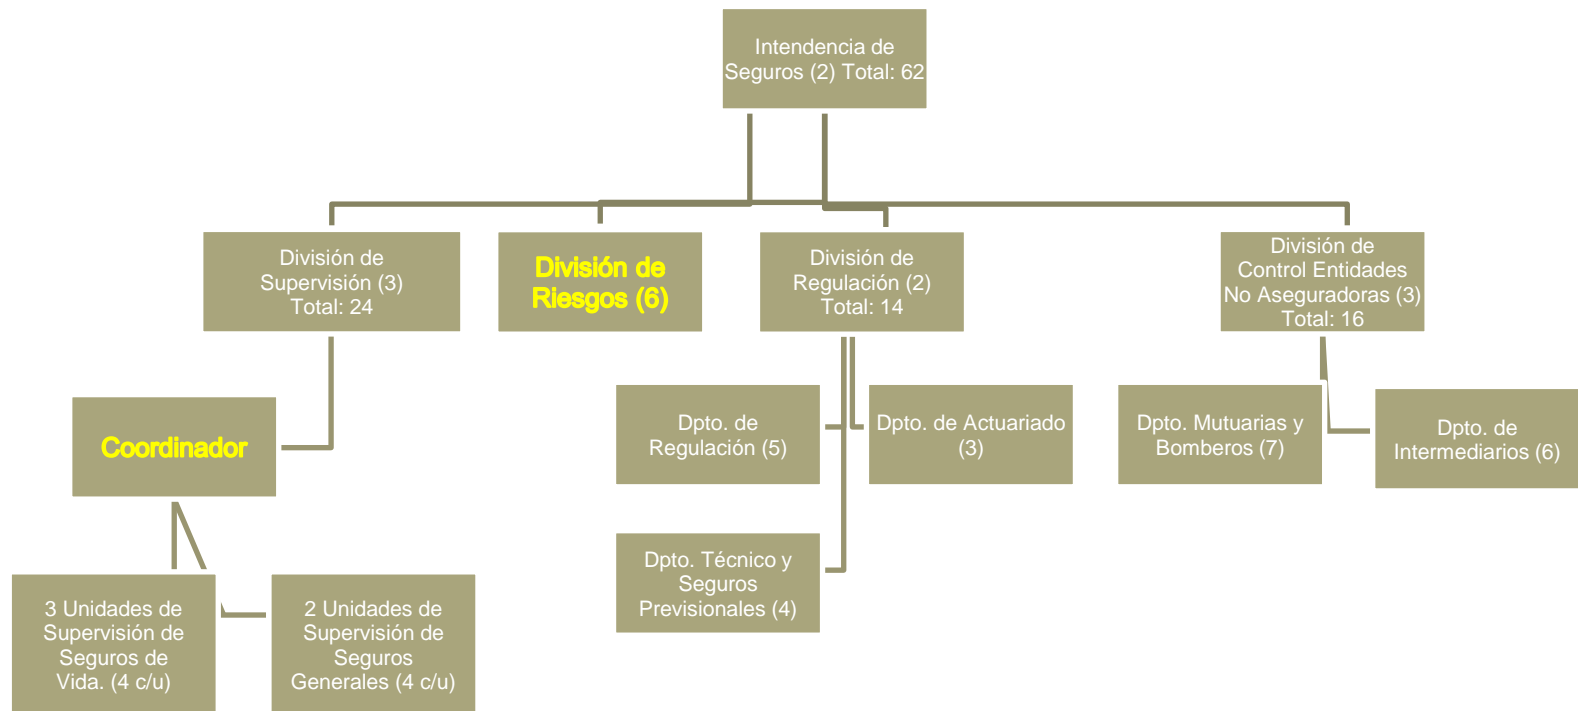 Intendencia de
Seguros (2) Total: 62
División de
Supervisión (3)
Total: 24
División de
Riesgos (6)
División de
Regulación (2)
Total: 14
División de
Control Entidades
No Aseguradoras (3)
Total: 16
Coordinador
Dpto. de
Regulación (5)
Dpto. de Actuariado
(3)
Dpto. Mutuarias y
Bomberos (7)
Dpto. de
Intermediarios (6)
Dpto. Técnico y
Seguros
Previsionales (4)
3 Unidades de
Supervisión de
Seguros de
Vida. (4 c/u)
2 Unidades de
Supervisión de
Seguros
Generales (4 c/u)